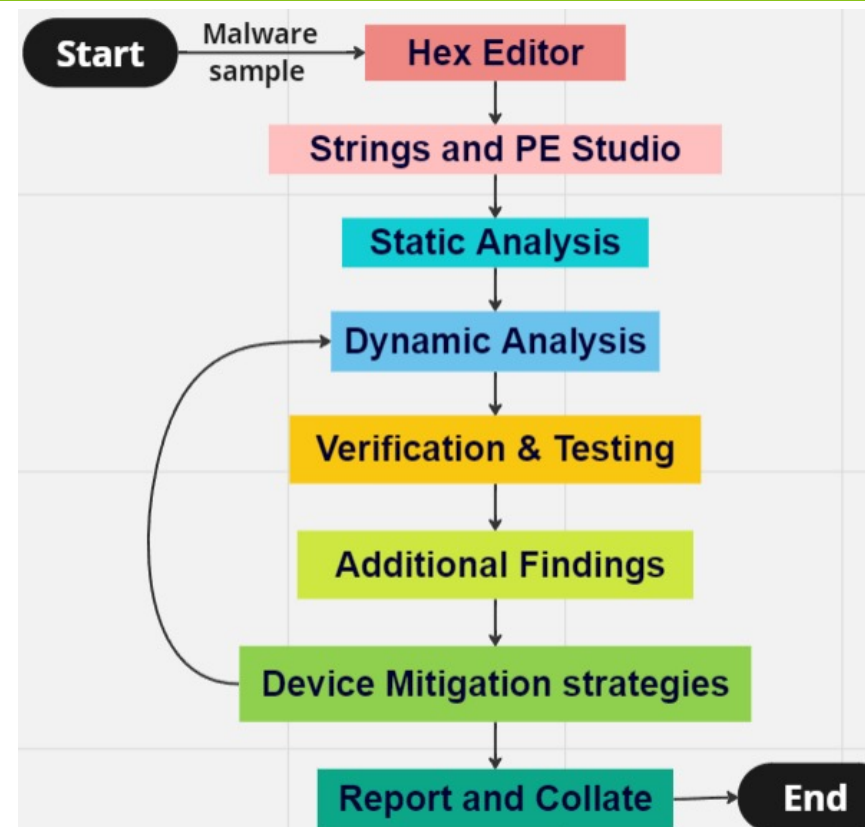 Start
Malware
sample
Hex Editor
Strings and PE Studio
Static Analysis
Dynamic Analysis
Verification & Testing
Additional Findings
Device Mitigation strategies
Report and Collate
End